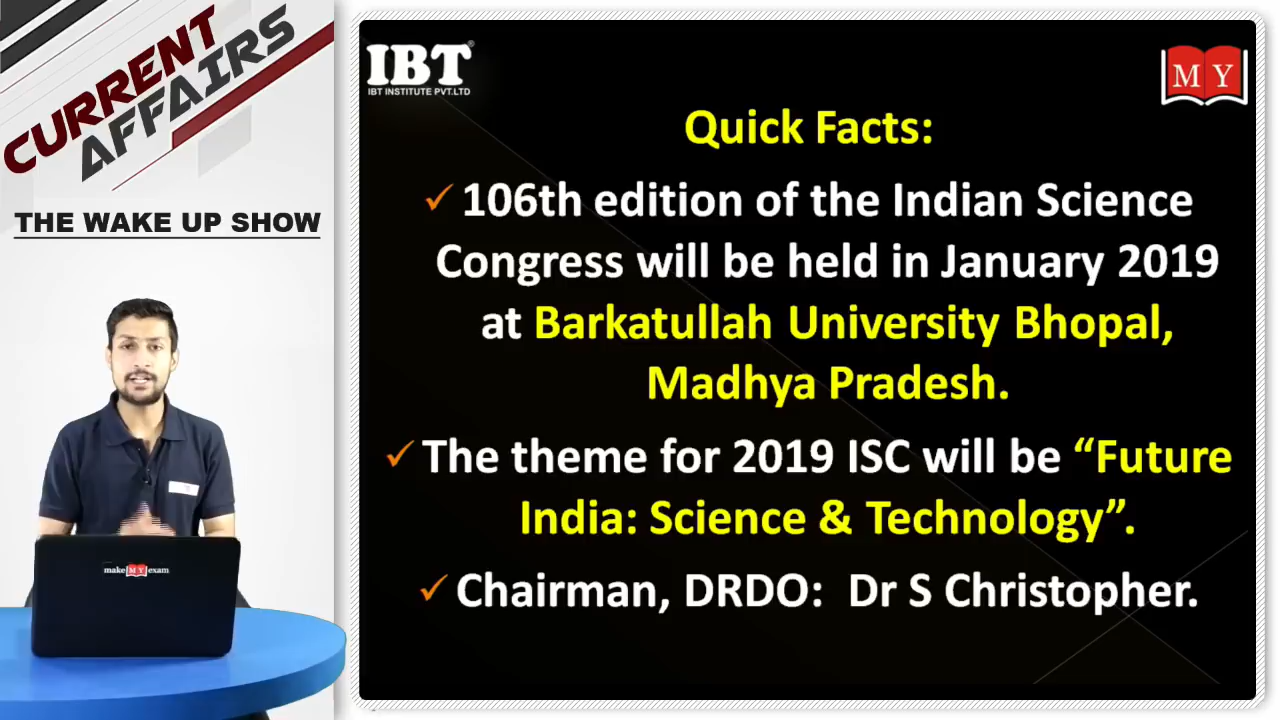 CURRENT
AFFAIRS
THE WAKE UP SHOW
make MY exam
IBT®
IBT INSTITUTE PVT.LTD
M Y
Quick Facts:
✓ 106th edition of the Indian Science
Congress will be held in January 2019
at Barkatullah University Bhopal,
Madhya Pradesh.
✓ The theme for 2019 ISC will be “Future
India: Science & Technology”.
✓ Chairman, DRDO: Dr S Christopher.